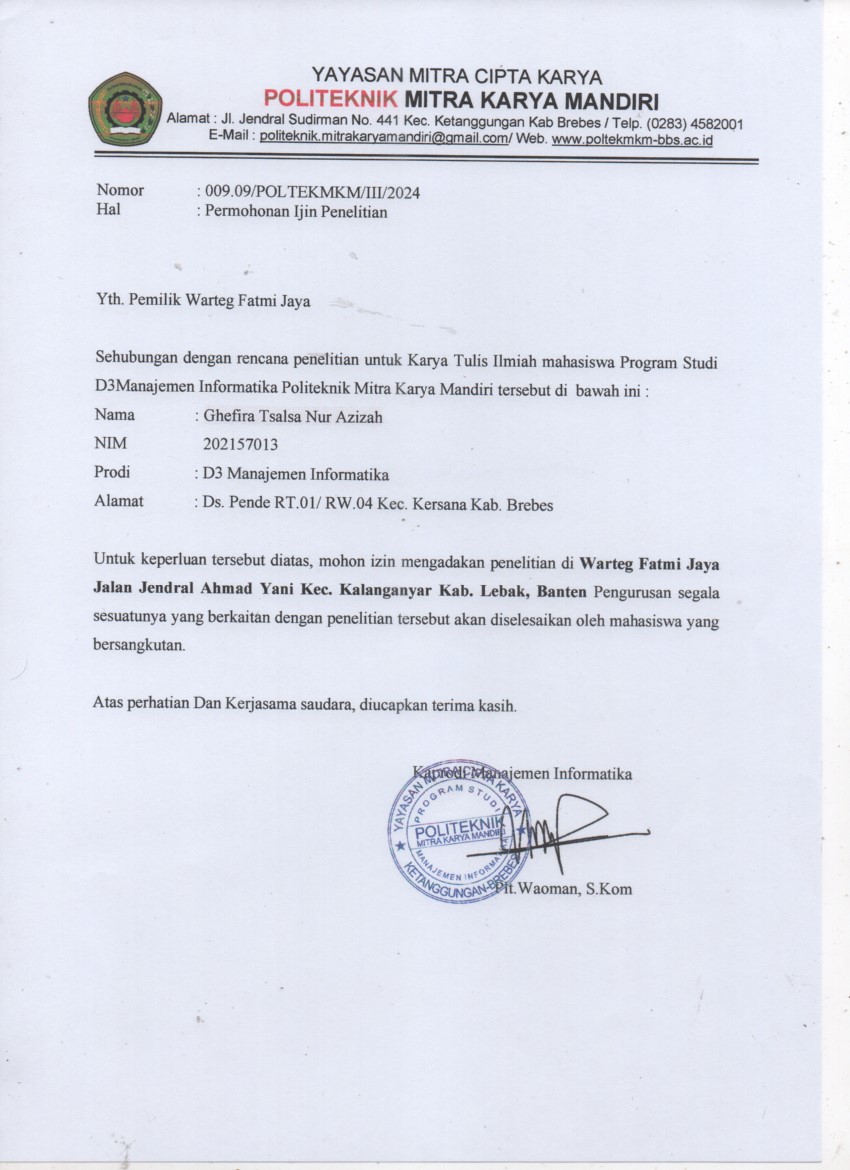 YAYASAN MITRA CIPTA KARYA
POLITEKNIK MITRA KARYA MANDIRI
Alamat : Jl. Jendral Sudirman No. 441 Kec. Ketanggungan Kab Brebes / Telp. (0283) 4582001
E-Mail : politeknik.mitrakaryamandiri@gmail.com/ Web. www.poltekmkm-bbs.ac.id
Nomor : 009.09/POLTEKMKM/III/2024
Hal : Permohonan Ijin Penelitian
Yth. Pemilik Warteg Fatmi Jaya
Sehubungan dengan rencana penelitian untuk Karya Tulis Ilmiah mahasiswa Program Studi
D3Manajemen Informatika Politeknik Mitra Karya Mandiri tersebut di bawah ini :
Nama : Ghefira Tsalsa Nur Azizah
NIM 202157013
Prodi : D3 Manajemen Informatika
Alamat : Ds. Pende RT.01/ RW.04 Kec. Kersana Kab. Brebes
Untuk keperluan tersebut diatas, mohon izin mengadakan penelitian di Warteg Fatmi Jaya
Jalan Jendral Ahmad Yani Kec. Kalanganyar Kab. Lebak, Banten Pengurusan segala
sesuatunya yang berkaitan dengan penelitian tersebut akan diselesaikan oleh mahasiswa yang
bersangkutan.
Atas perhatian Dan Kerjasama saudara, diucapkan terima kasih.
Kaprodi Manajemen Informatika
YAYASAN MITRA CIPTA KARYA
PROGRAM STUDI
POLITEKNIK
MITRA KARYA MANDIRI
MANAJEMEN INFORMATIKA
KETANGGUNGAN-BREBES
Plt.Waoman, S.Kom